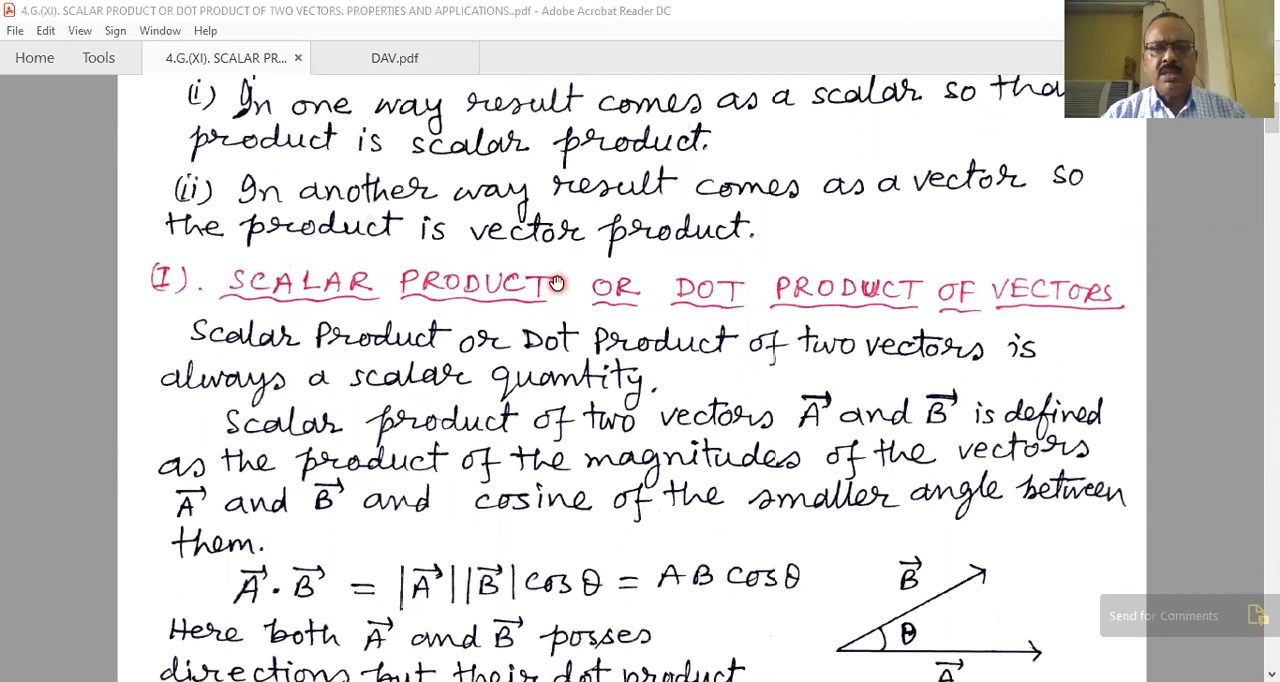 4.G.(XI). SCALAR PRODUCT OR DOT PRODUCT OF TWO VECTORS. PROPERTIES AND APPLICATIONS..pdf - Adobe Acrobat Reader DC
File Edit View Sign Window Help
Home Tools 4.G.(XI). SCALAR PR... × DAV.pdf
(i) In one way result comes as a scalar so
product is scalar product.
(ii) In another way result comes as a vector so
the product is vector product.
(I). SCALAR PRODUCT OR DOT PRODUCT OF VECTORS
Scalar Product or Dot Product of two vectors is
always a scalar quantity.
Scalar product of two vectors A⃗ and B⃗ is defined
as the product of the magnitudes of the vectors
A⃗ and B⃗ and cosine of the smaller angle between
them.
A⃗ . B⃗ = |A⃗||B⃗| cos θ = A B cos θ
B⃗
Send for Comments
θ
Here both A⃗ and B⃗ posses
A⃗
directions but their dot product